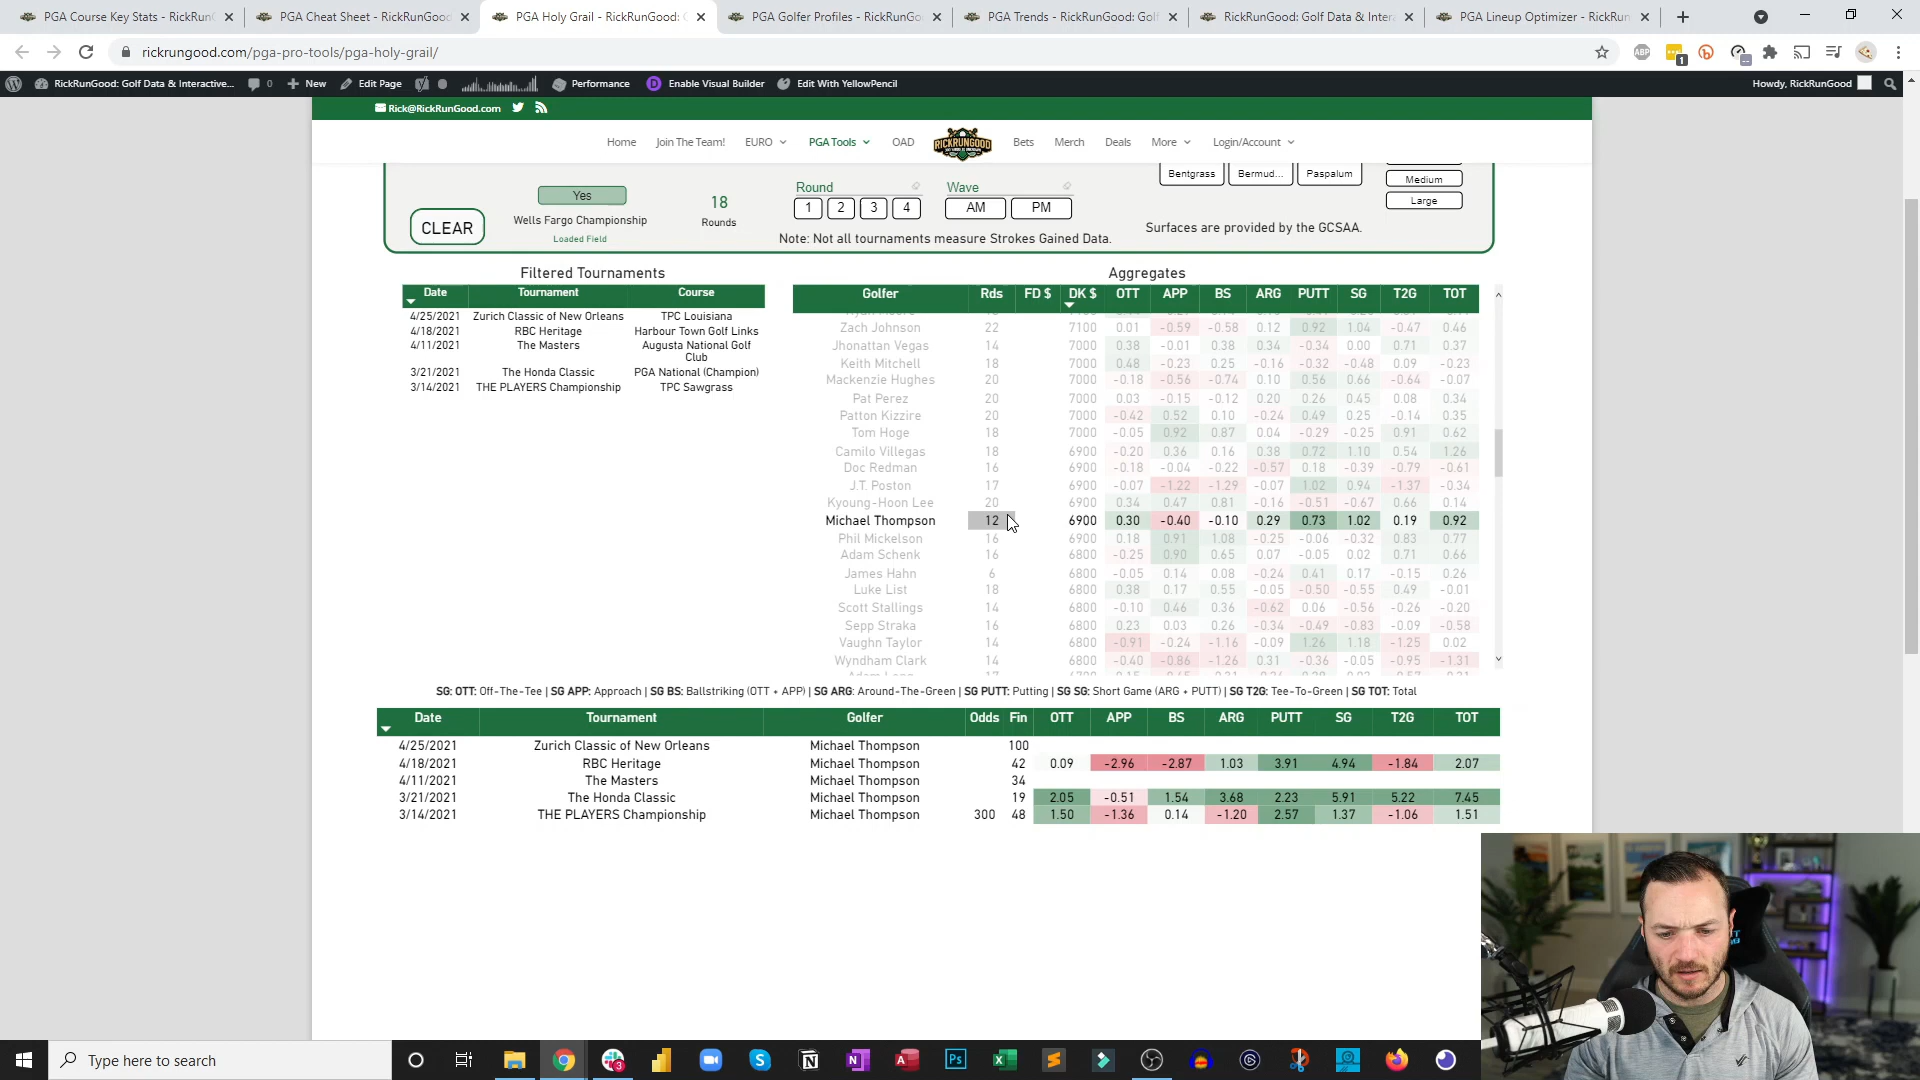 PGA Course Key Stats - RickRunG
PGA Cheat Sheet - RickRunGood
PGA Holy Grail - RickRunGood: G
PGA Golfer Profiles - RickRunGo
PGA Trends - RickRunGood: Golf
RickRunGood: Golf Data & Intera
PGA Lineup Optimizer - RickRun
rickrungood.com/pga-pro-tools/pga-holy-grail/
ABP
1
RickRunGood: Golf Data & Interactive... 0 New Edit Page Performance Enable Visual Builder Edit With YellowPencil Howdy, RickRunGood
Rick@RickRunGood.com
Home Join The Team! EURO PGA Tools OAD RICKRUNGOOD Bets Merch Deals More Login/Account
Yes
Wells Fargo Championship
Loaded Field
CLEAR
18
Rounds
Round
1 2 3 4
Wave
AM PM
Note: Not all tournaments measure Strokes Gained Data.
Bentgrass Bermud... Paspalum
Surfaces are provided by the GCSAA.
Medium
Large
Filtered Tournaments
Date Tournament Course
4/25/2021 Zurich Classic of New Orleans TPC Louisiana
4/18/2021 RBC Heritage Harbour Town Golf Links
4/11/2021 The Masters Augusta National Golf
Club
3/21/2021 The Honda Classic PGA National (Champion)
3/14/2021 THE PLAYERS Championship TPC Sawgrass
Aggregates
Golfer Rds FD $ DK $ OTT APP BS ARG PUTT SG T2G TOT
Zach Johnson 22 7100 0.01 -0.59 -0.58 0.12 0.92 1.04 -0.47 0.46
Jhonattan Vegas 14 7000 0.38 -0.01 0.38 0.34 -0.34 0.00 0.71 0.37
Keith Mitchell 18 7000 0.48 -0.23 0.25 -0.16 -0.32 -0.48 0.09 -0.23
Mackenzie Hughes 20 7000 -0.18 -0.56 -0.74 0.10 0.56 0.66 -0.64 -0.07
Pat Perez 20 7000 0.03 -0.15 -0.12 0.20 0.26 0.45 0.08 0.34
Patton Kizzire 20 7000 -0.42 0.52 0.10 -0.24 0.49 0.25 -0.14 0.35
Tom Hoge 18 7000 -0.05 0.92 0.87 0.04 -0.29 -0.25 0.91 0.62
Camilo Villegas 18 6900 -0.20 0.36 0.16 0.38 0.72 1.10 0.54 1.26
Doc Redman 16 6900 -0.18 -0.04 -0.22 -0.57 0.18 -0.39 -0.79 -0.61
J.T. Poston 17 6900 -0.07 -1.22 -1.29 -0.07 1.02 0.94 -1.37 -0.34
Kyoung-Hoon Lee 20 6900 0.34 0.47 0.81 -0.16 -0.51 -0.67 0.66 0.14
Michael Thompson 12 6900 0.30 -0.40 -0.10 0.29 0.73 1.02 0.19 0.92
Phil Mickelson 16 6900 0.18 0.91 1.08 -0.25 -0.06 -0.32 0.83 0.77
Adam Schenk 16 6800 -0.25 0.90 0.65 0.07 -0.05 0.02 0.71 0.66
James Hahn 6 6800 -0.05 0.14 0.08 -0.24 0.41 0.17 -0.15 0.26
Luke List 18 6800 0.38 0.17 0.55 -0.05 -0.50 -0.55 0.49 -0.01
Scott Stallings 14 6800 -0.10 0.46 0.36 -0.62 0.06 -0.56 -0.26 -0.20
Sepp Straka 16 6800 0.23 0.03 0.26 -0.34 -0.49 -0.83 -0.09 -0.58
Vaughn Taylor 14 6800 -0.91 -0.24 -1.16 -0.09 1.26 1.18 -1.25 0.02
Wyndham Clark 14 6800 -0.40 -0.86 -1.26 0.31 -0.36 -0.05 -0.95 -1.31
SG: OTT: Off-The-Tee | SG APP: Approach | SG BS: Ballstriking (OTT + APP) | SG ARG: Around-The-Green | SG PUTT: Putting | SG SG: Short Game (ARG + PUTT) | SG T2G: Tee-To-Green | SG TOT: Total
Date Tournament Golfer Odds Fin OTT APP BS ARG PUTT SG T2G TOT
4/25/2021 Zurich Classic of New Orleans Michael Thompson 100
4/18/2021 RBC Heritage Michael Thompson 42 0.09 -2.96 -2.87 1.03 3.91 4.94 -1.84 2.07
4/11/2021 The Masters Michael Thompson 34
3/21/2021 The Honda Classic Michael Thompson 19 2.05 -0.51 1.54 3.68 2.23 5.91 5.22 7.45
3/14/2021 THE PLAYERS Championship Michael Thompson 300 48 1.50 -1.36 0.14 -1.20 2.57 1.37 -1.06 1.51
Type here to search
3